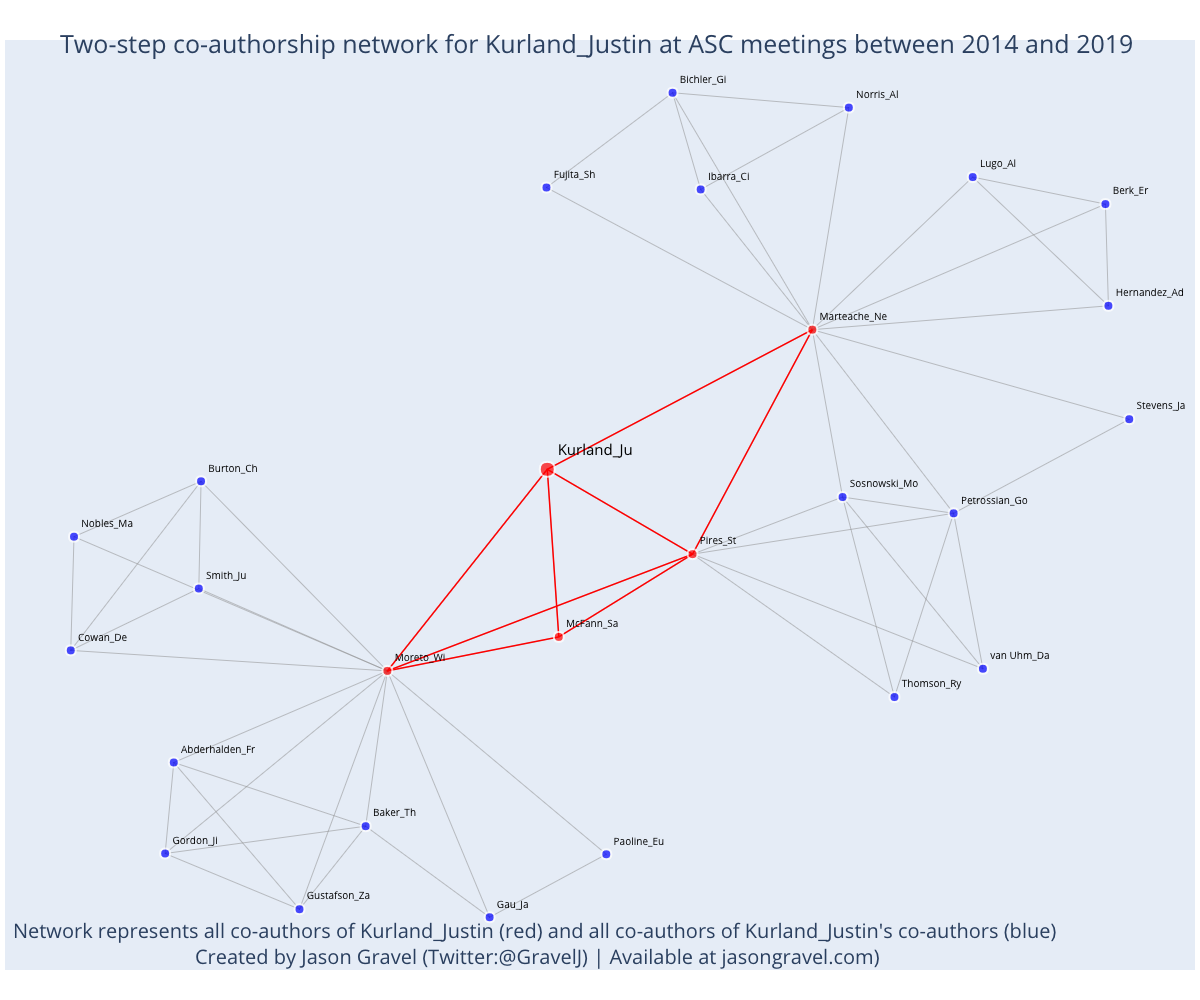 Two-step co-authorship network for Kurland_Justin at ASC meetings between 2014 and 2019
Bichler_Gi
Norris_Al
Lugo_Al
Fujita_Sh
Ibarra_Ci
Berk_Er
Hernandez_Ad
Marteache_Ne
Stevens_Ja
Kurland_Ju
Burton_Ch
Sosnowski_Mo
Petrossian_Go
Nobles_Ma
Pires_St
Smith_Ju
McFann_Sa
Cowan_De
Moreto_Wi
van Uhm_Da
Thomson_Ry
Abderhalden_Fr
Baker_Th
Gordon_Ji
Paoline_Eu
Gustafson_Za
Gau_Ja
Network represents all co-authors of Kurland_Justin (red) and all co-authors of Kurland_Justin's co-authors (blue)
Created by Jason Gravel (Twitter:@GravelJ) | Available at jasongravel.com)